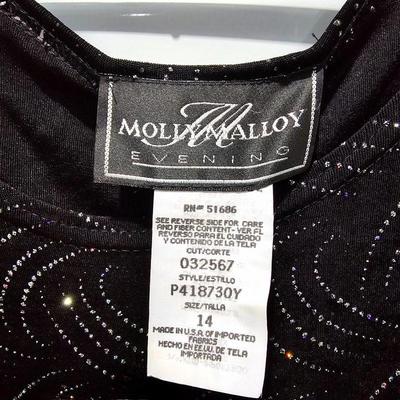 M
MOLLY MALLOY
EVENING
RN# 51686
SEE REVERSE SIDE FOR CARE
AND FIBER CONTENT - VER FL
REVERSO PARA EL CUIDADO
Y CONTENIDO DE LA TELA
CUT/CORTE
032567
STYLE/ESTILO
P418730Y
SIZE/TALLA
14
MADE IN U.S.A. OF IMPORTED
FABRICS
HECHO EN EE.UU. DE TELA
IMPORTADA